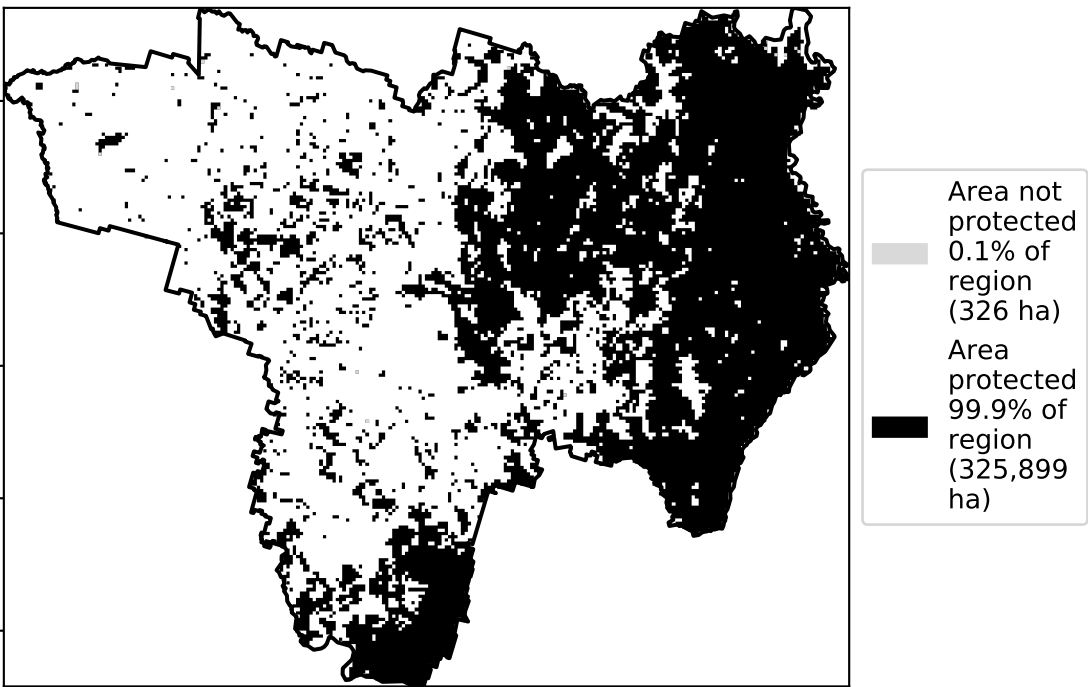 Area not
protected
0.1% of
region
(326 ha)
Area
protected
99.9% of
region
(325,899
ha)